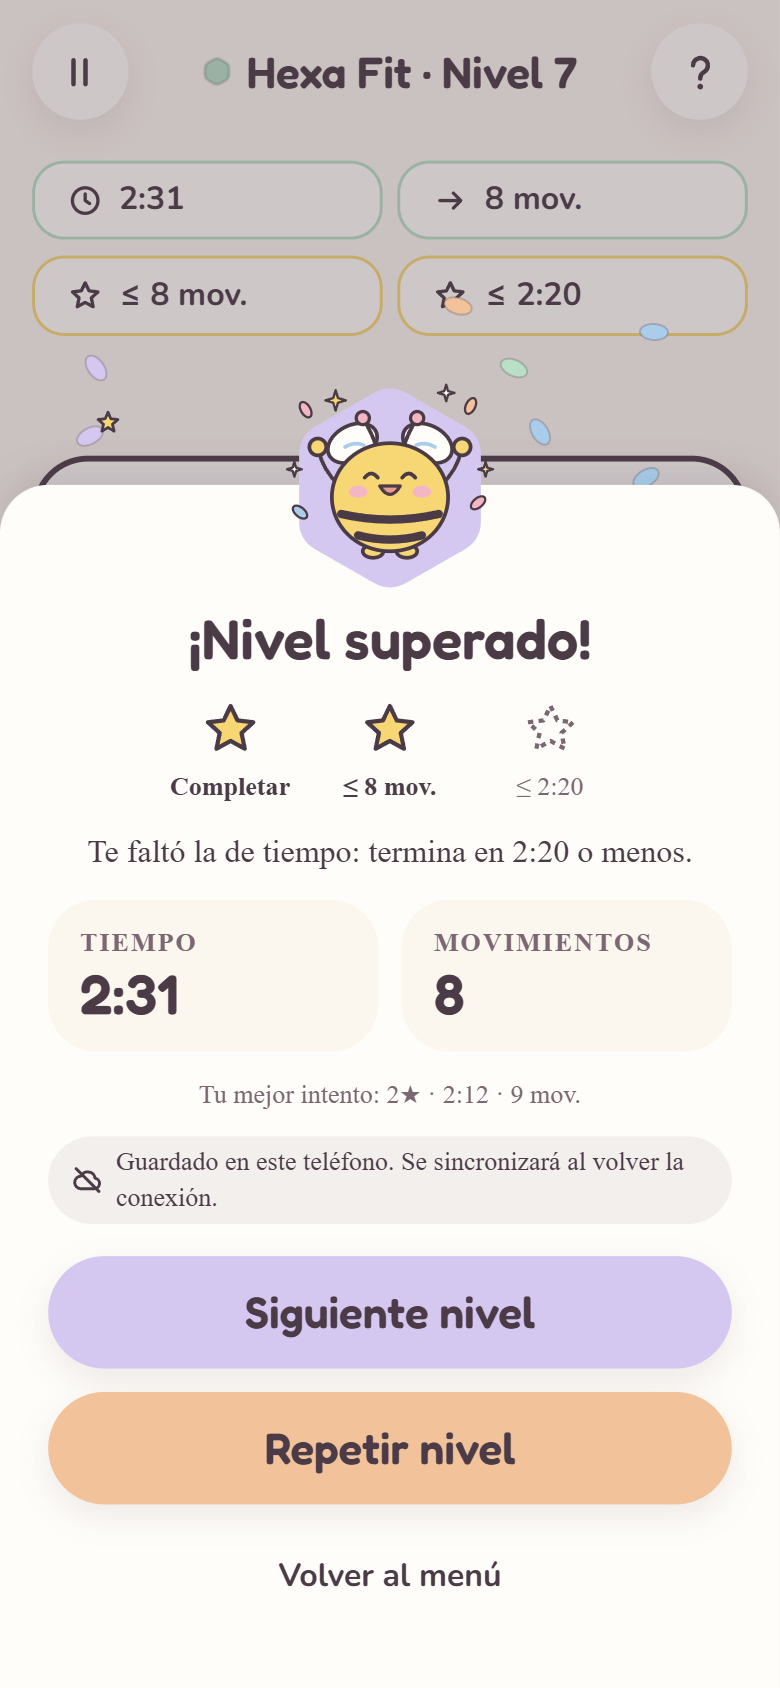 Hexa Fit · Nivel 7
?
2:31
8 mov.
≤ 8 mov.
≤ 2:20
¡Nivel superado!
Completar
≤ 8 mov.
≤ 2:20
Te faltó la de tiempo: termina en 2:20 o menos.
TIEMPO
2:31
MOVIMIENTOS
8
Tu mejor intento: 2★ · 2:12 · 9 mov.
Guardado en este teléfono. Se sincronizará al volver la
conexión.
Siguiente nivel
Repetir nivel
Volver al menú